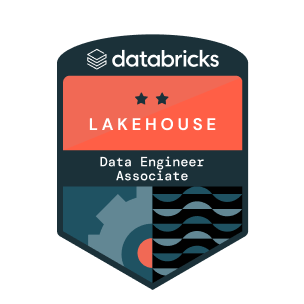 databricks
LAKEHOUSE
Data Engineer
Associate